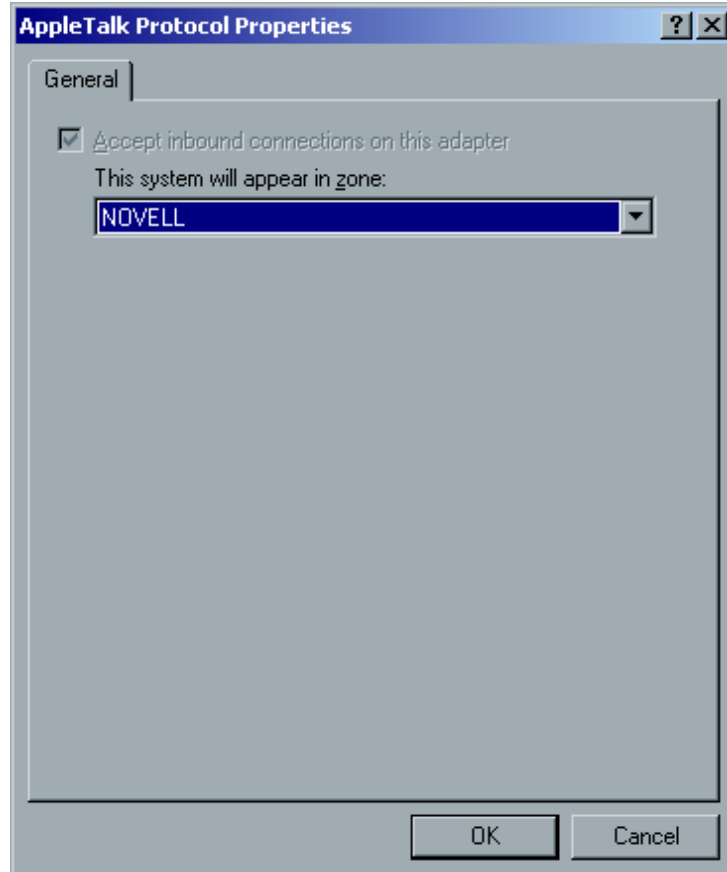 AppleTalk Protocol Properties
General
Accept inbound connections on this adapter
This system will appear in zone:
NOVELL
OK
Cancel